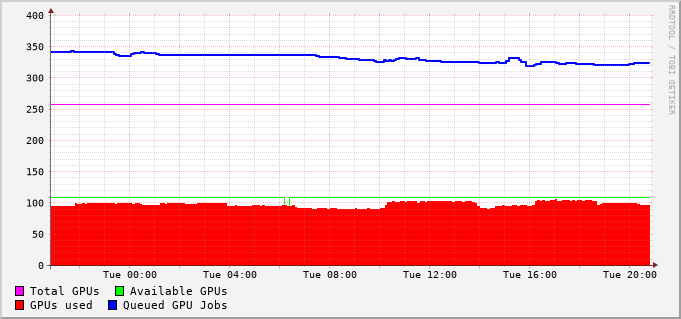 400
350
300
250
200
150
100
50
0
Tue 00:00 Tue 04:00 Tue 08:00 Tue 12:00 Tue 16:00 Tue 20:00
Total GPUs Available GPUs
GPUs used Queued GPU Jobs
RRDTOOL / TOBI OETIKER